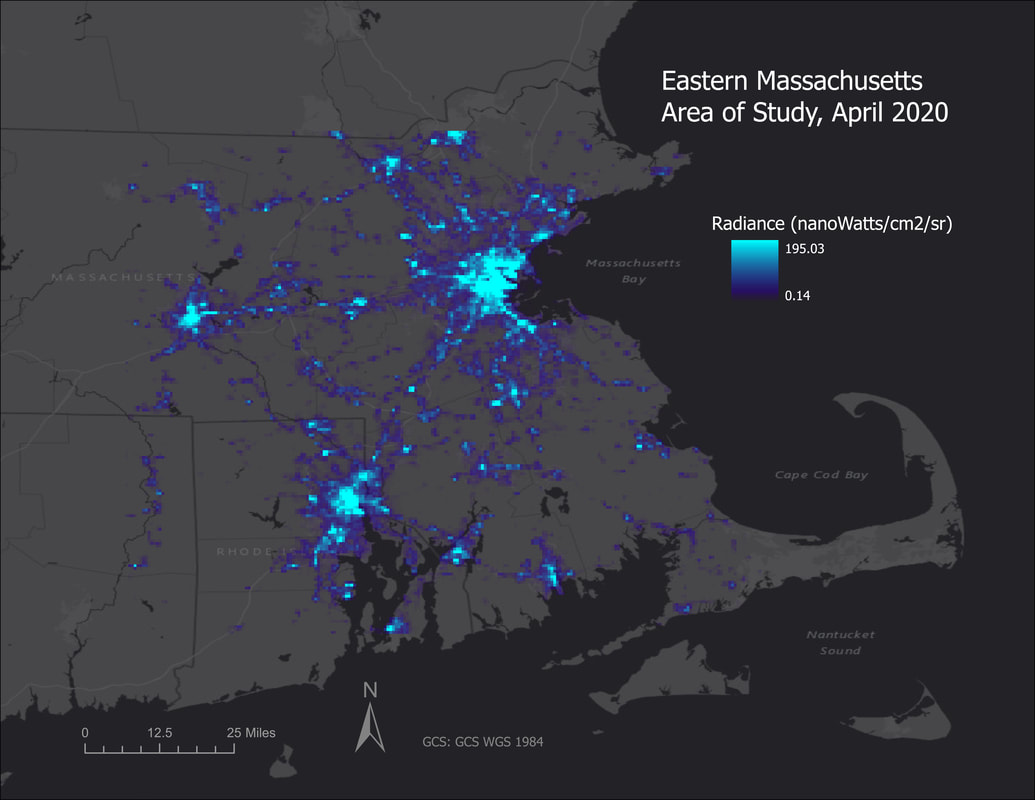 Eastern Massachusetts
Area of Study, April 2020
Radiance (nanoWatts/cm2/sr)
195.03
0.14
Massachusetts
Bay
MASSACHUSETTS
Cape Cod Bay
RHODE IS
Nantucket
Sound
N
0 12.5 25 Miles
GCS: GCS WGS 1984